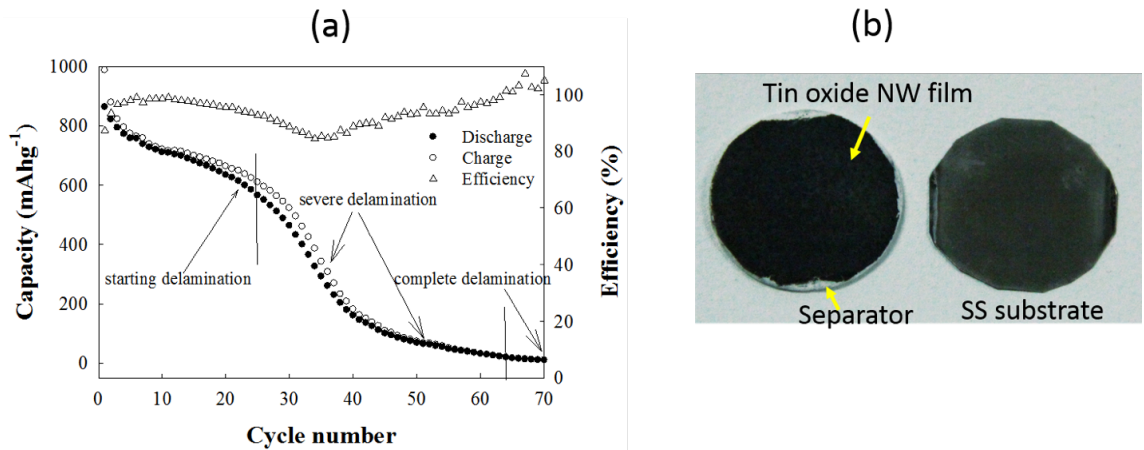 (a)
1000
800
600
400
200
0
Capacity (mAhg⁻¹)
100
80
60
40
20
0
Efficiency (%)
Discharge
Charge
Efficiency
severe delamination
starting delamination
complete delamination
0 10 20 30 40 50 60 70
Cycle number
(b)
Tin oxide NW film
Separator
SS substrate